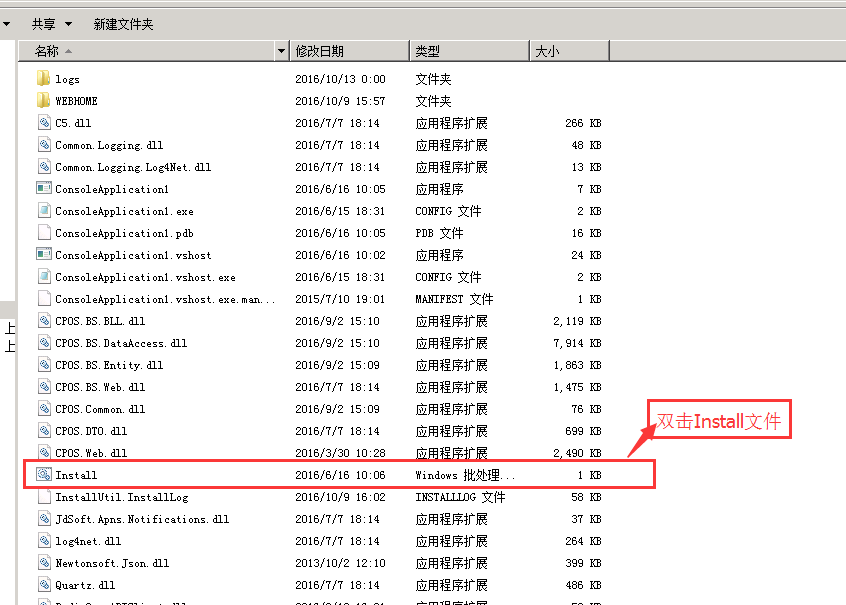 共享 新建文件夹
名称 修改日期 类型 大小
logs 2016/10/13 0:00 文件夹
WEBHOME 2016/10/9 15:57 文件夹
C5.dll 2016/7/7 18:14 应用程序扩展 266 KB
Common.Logging.dll 2016/7/7 18:14 应用程序扩展 48 KB
Common.Logging.Log4Net.dll 2016/7/7 18:14 应用程序扩展 13 KB
ConsoleApplication1 2016/6/16 10:05 应用程序 7 KB
ConsoleApplication1.exe 2016/6/15 18:31 CONFIG 文件 2 KB
ConsoleApplication1.pdb 2016/6/16 10:05 PDB 文件 16 KB
ConsoleApplication1.vshost 2016/6/16 10:02 应用程序 24 KB
ConsoleApplication1.vshost.exe 2016/6/15 18:31 CONFIG 文件 2 KB
ConsoleApplication1.vshost.exe.man... 2015/7/10 19:01 MANIFEST 文件 1 KB
上
CPOS.BS.BLL.dll 2016/9/2 15:10 应用程序扩展 2,119 KB
上
CPOS.BS.DataAccess.dll 2016/9/2 15:10 应用程序扩展 7,914 KB
CPOS.BS.Entity.dll 2016/9/2 15:09 应用程序扩展 1,863 KB
CPOS.BS.Web.dll 2016/7/7 18:14 应用程序扩展 1,475 KB
CPOS.Common.dll 2016/9/2 15:09 应用程序扩展 76 KB
双击Install文件
CPOS.DTO.dll 2016/7/7 18:14 应用程序扩展 699 KB
CPOS.Web.dll 2016/3/30 10:28 应用程序扩展 2,490 KB
Install 2016/6/16 10:06 Windows 批处理... 1 KB
InstallUtil.InstallLog 2016/10/9 16:02 INSTALLLOG 文件 58 KB
JdSoft.Apns.Notifications.dll 2016/7/7 18:14 应用程序扩展 37 KB
log4net.dll 2016/7/7 18:14 应用程序扩展 264 KB
Newtonsoft.Json.dll 2013/10/2 12:10 应用程序扩展 399 KB
Quartz.dll 2016/7/7 18:14 应用程序扩展 486 KB